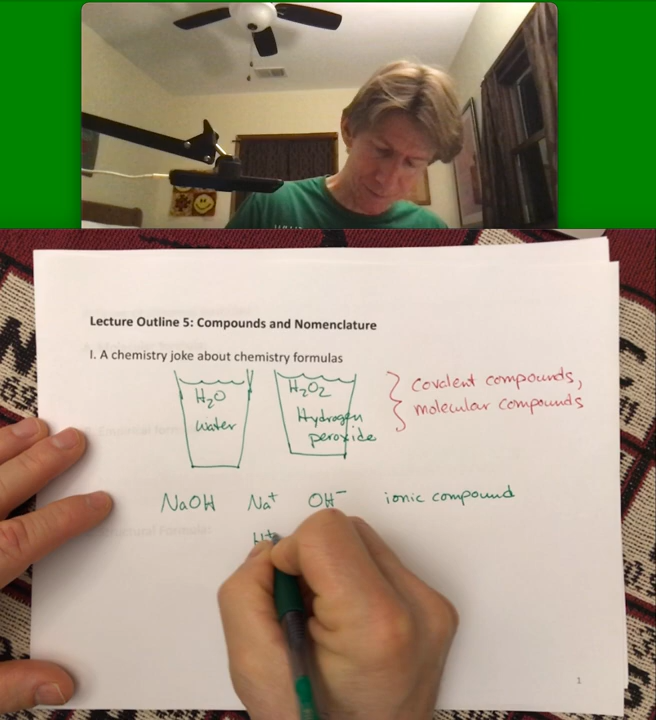 Lecture Outline 5: Compounds and Nomenclature
I. A chemistry joke about chemistry formulas
H₂O
water
H₂O₂
Hydrogen
peroxide
covalent compounds,
molecular compounds
NaOH Na⁺ OH⁻ ionic compound
H⁺
1